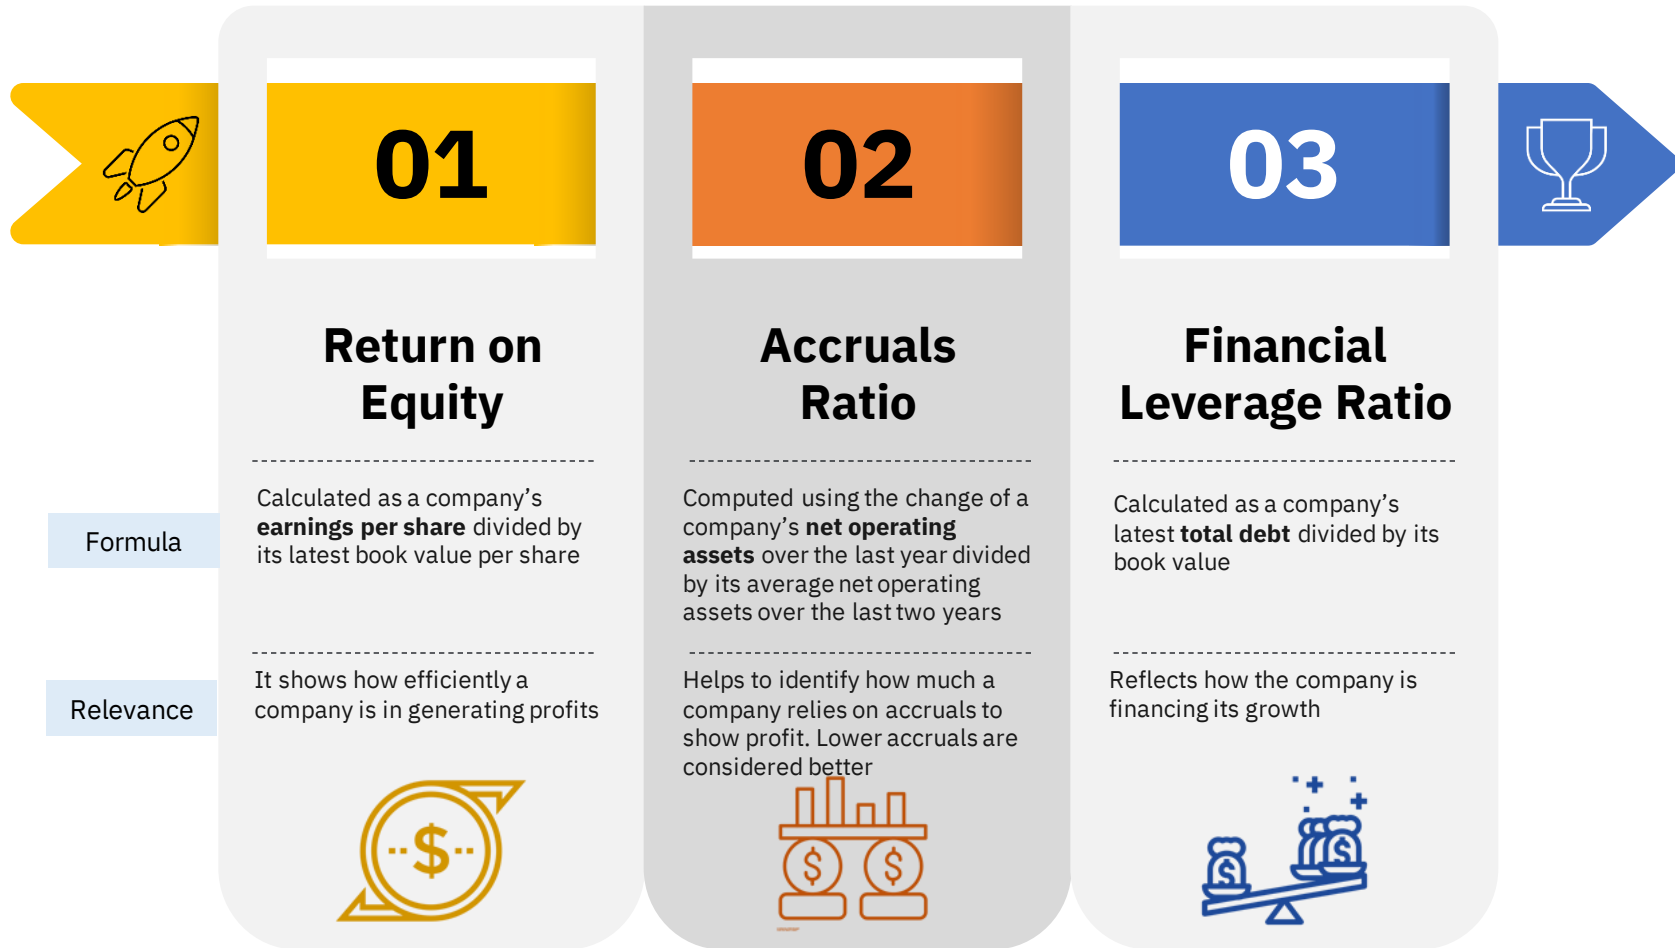 01
02
03
Return on
Equity
Accruals
Ratio
Financial
Leverage Ratio
Formula
Calculated as a company’s
earnings per share divided by
its latest book value per share
Computed using the change of a
company’s net operating
assets over the last year divided
by its average net operating
assets over the last two years
Calculated as a company’s
latest total debt divided by its
book value
Relevance
It shows how efficiently a
company is in generating profits
Helps to identify how much a
company relies on accruals to
show profit. Lower accruals are
considered better
Reflects how the company is
financing its growth
$
$ $
$ $